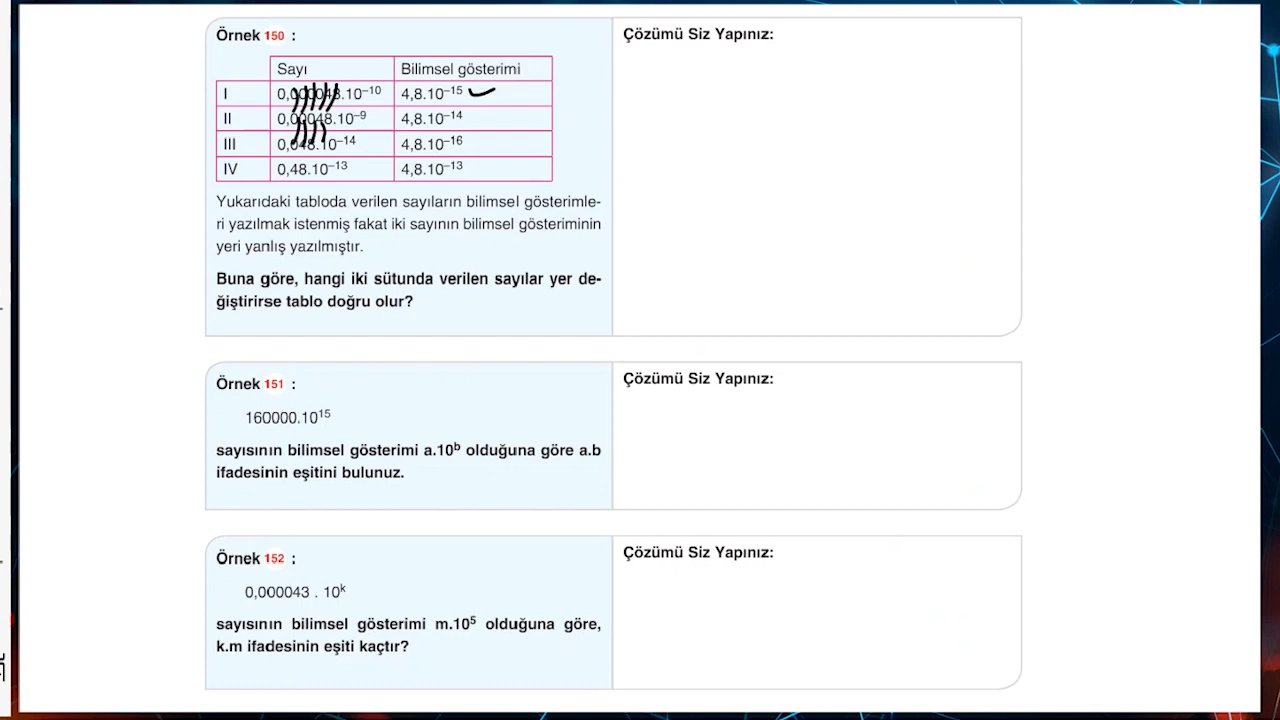 Örnek 150 :
Çözümü Siz Yapınız:
Sayı Bilimsel gösterimi
I 0,000048.10⁻¹⁰ 4,8.10⁻¹⁵
II 0,00048.10⁻⁹ 4,8.10⁻¹⁴
III 0,048.10⁻¹⁴ 4,8.10⁻¹⁶
IV 0,48.10⁻¹³ 4,8.10⁻¹³
Yukarıdaki tabloda verilen sayıların bilimsel gösterimle-
ri yazılmak istenmiş fakat iki sayının bilimsel gösteriminin
yeri yanlış yazılmıştır.
Buna göre, hangi iki sütunda verilen sayılar yer de-
ğiştirirse tablo doğru olur?
Örnek 151 :
Çözümü Siz Yapınız:
160000.10¹⁵
sayısının bilimsel gösterimi a.10ᵇ olduğuna göre a.b
ifadesinin eşitini bulunuz.
Örnek 152 :
Çözümü Siz Yapınız:
0,000043 . 10ᵏ
sayısının bilimsel gösterimi m.10⁵ olduğuna göre,
k.m ifadesinin eşiti kaçtır?